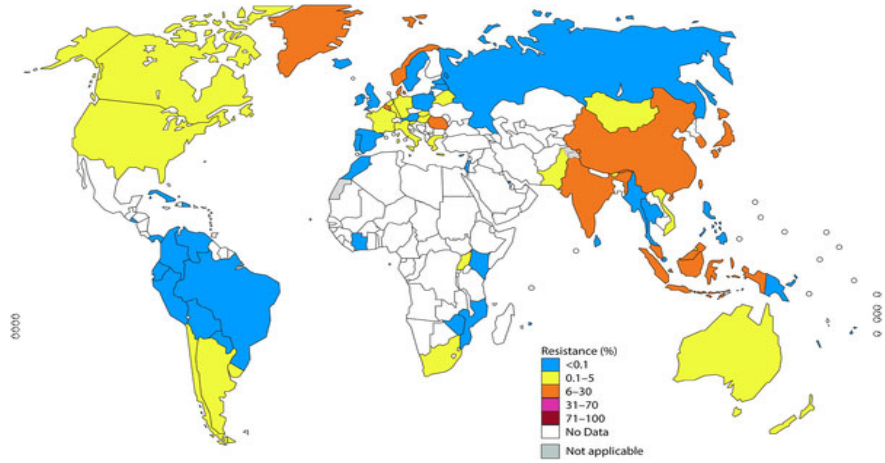 Resistance (%)
<0.1
0.1–5
6–30
31–70
71–100
No Data
Not applicable